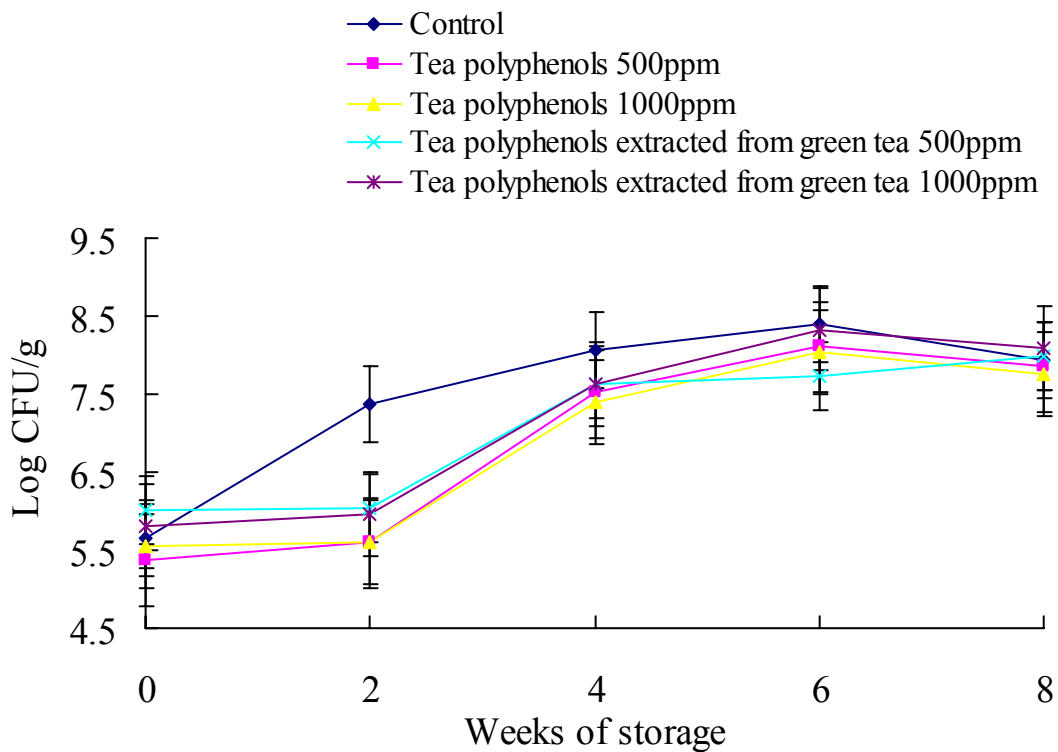 Control
Tea polyphenols 500ppm
Tea polyphenols 1000ppm
Tea polyphenols extracted from green tea 500ppm
Tea polyphenols extracted from green tea 1000ppm
9.5
8.5
7.5
6.5
5.5
4.5
Log CFU/g
0 2 4 6 8
Weeks of storage